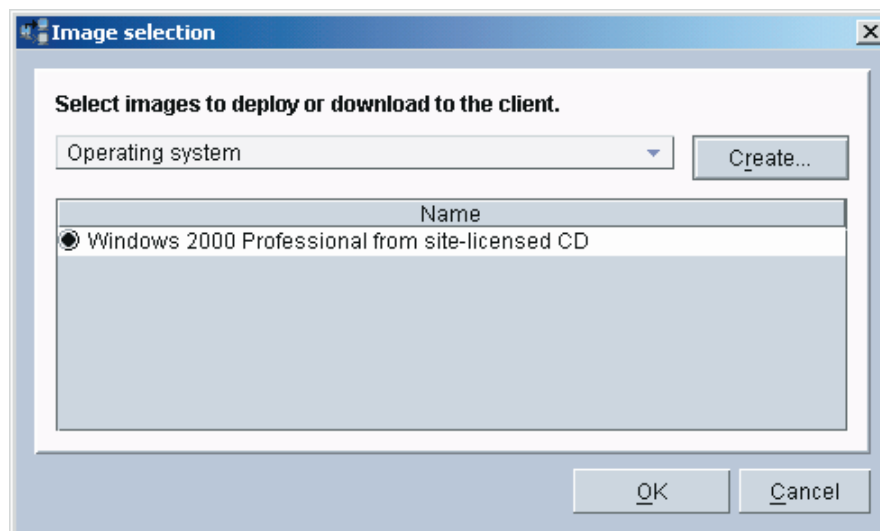 Image selection
Select images to deploy or download to the client.
Operating system
Create...
Name
Windows 2000 Professional from site-licensed CD
OK
Cancel